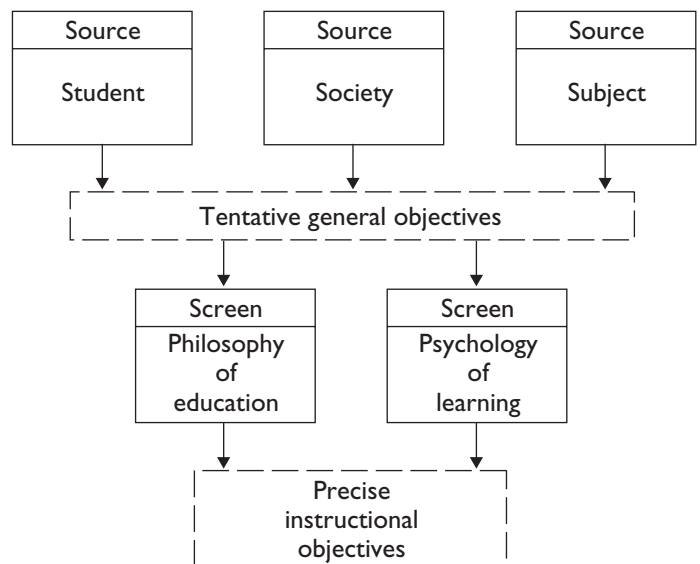 Source
Student
Source
Society
Source
Subject
Tentative general objectives
Screen
Philosophy
of
education
Screen
Psychology
of
learning
Precise
instructional
objectives